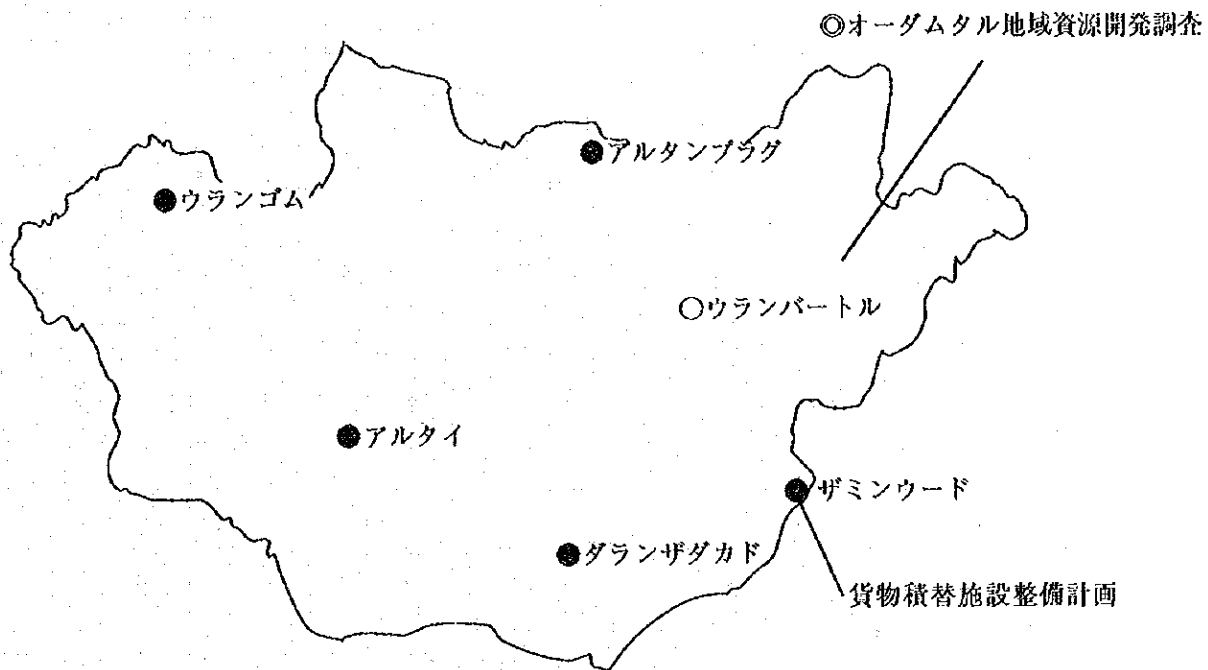 ◎オーダムタル地域資源開発調査
●アルタンブラグ
●ウランゴム
○ウランバートル
●アルタイ
●ザミンウード
●ダランザダカド
貨物積替施設整備計画